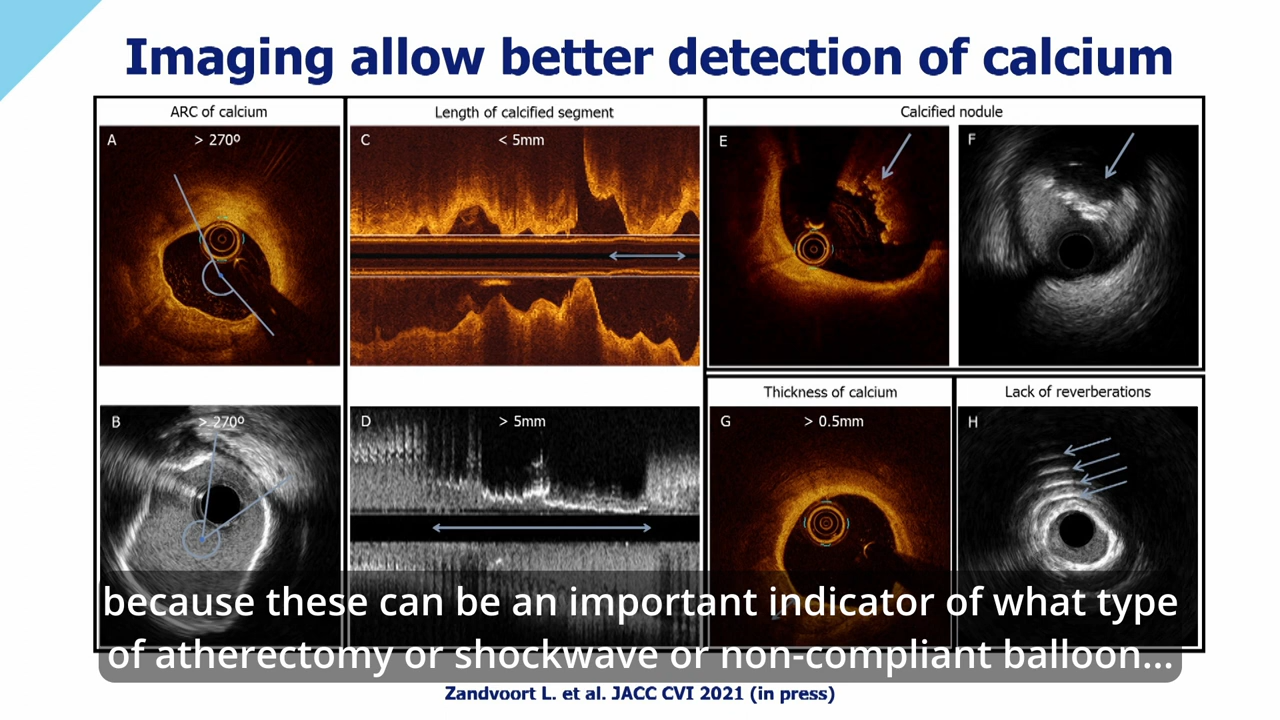 Imaging allow better detection of calcium
ARC of calcium
A
> 270º
B
> 270º
Length of calcified segment
C
< 5mm
D
> 5mm
Calcified nodule
E
F
Thickness of calcium
G
> 0.5mm
Lack of reverberations
H
because these can be an important indicator of what type
of atherectomy or shockwave or non-compliant balloon...
Zandvoort L. et al. JACC CVI 2021 (in press)